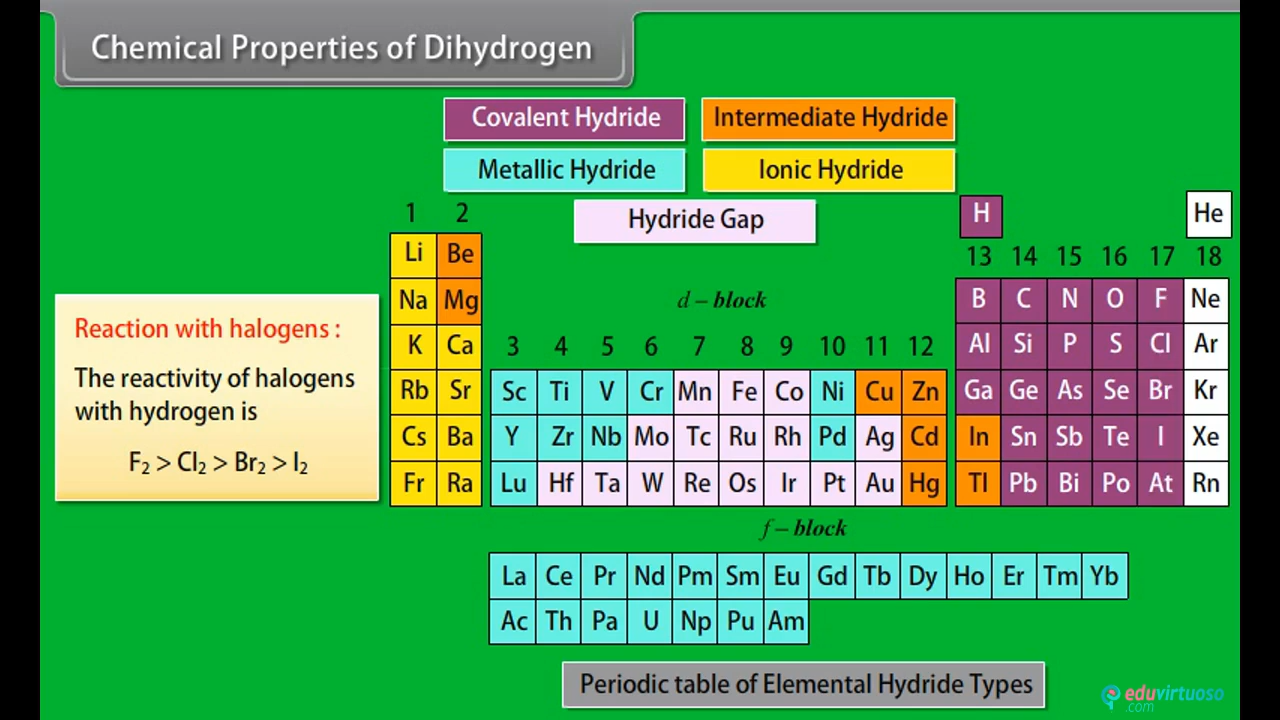 Chemical Properties of Dihydrogen
Covalent Hydride Intermediate Hydride
Metallic Hydride Ionic Hydride
Hydride Gap
H He
1 2
13 14 15 16 17 18
Li Be
B C N O F Ne
Na Mg
d – block
Al Si P S Cl Ar
K Ca
3 4 5 6 7 8 9 10 11 12
Rb Sr Sc Ti V Cr Mn Fe Co Ni Cu Zn Ga Ge As Se Br Kr
Cs Ba Y Zr Nb Mo Tc Ru Rh Pd Ag Cd In Sn Sb Te I Xe
Fr Ra Lu Hf Ta W Re Os Ir Pt Au Hg Tl Pb Bi Po At Rn
Reaction with halogens :
The reactivity of halogens
with hydrogen is
F₂ > Cl₂ > Br₂ > I₂
f – block
La Ce Pr Nd Pm Sm Eu Gd Tb Dy Ho Er Tm Yb
Ac Th Pa U Np Pu Am
Periodic table of Elemental Hydride Types
eduvirtuoso
.com